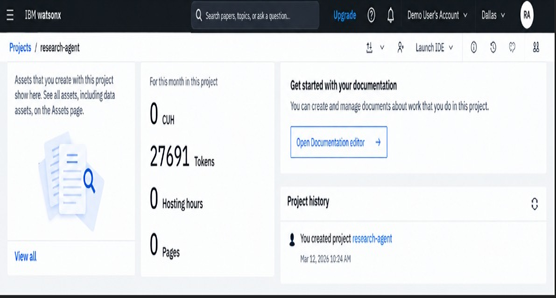 IBM watsonx
Search papers, topics, or ask a question...
Upgrade
Demo User's Account
Dallas
RA
Projects / research-agent
Launch IDE
Assets that you create with this project
show here. See all assets, including data
assets, on the Assets page.
View all
For this month in this project
0 CUH
27691 Tokens
0 Hosting hours
0 Pages
Get started with your documentation
You can create and manage documents about work that you do in this project.
Open Documentation editor
Project history
You created project research-agent
Mar 12, 2026 10:24 AM